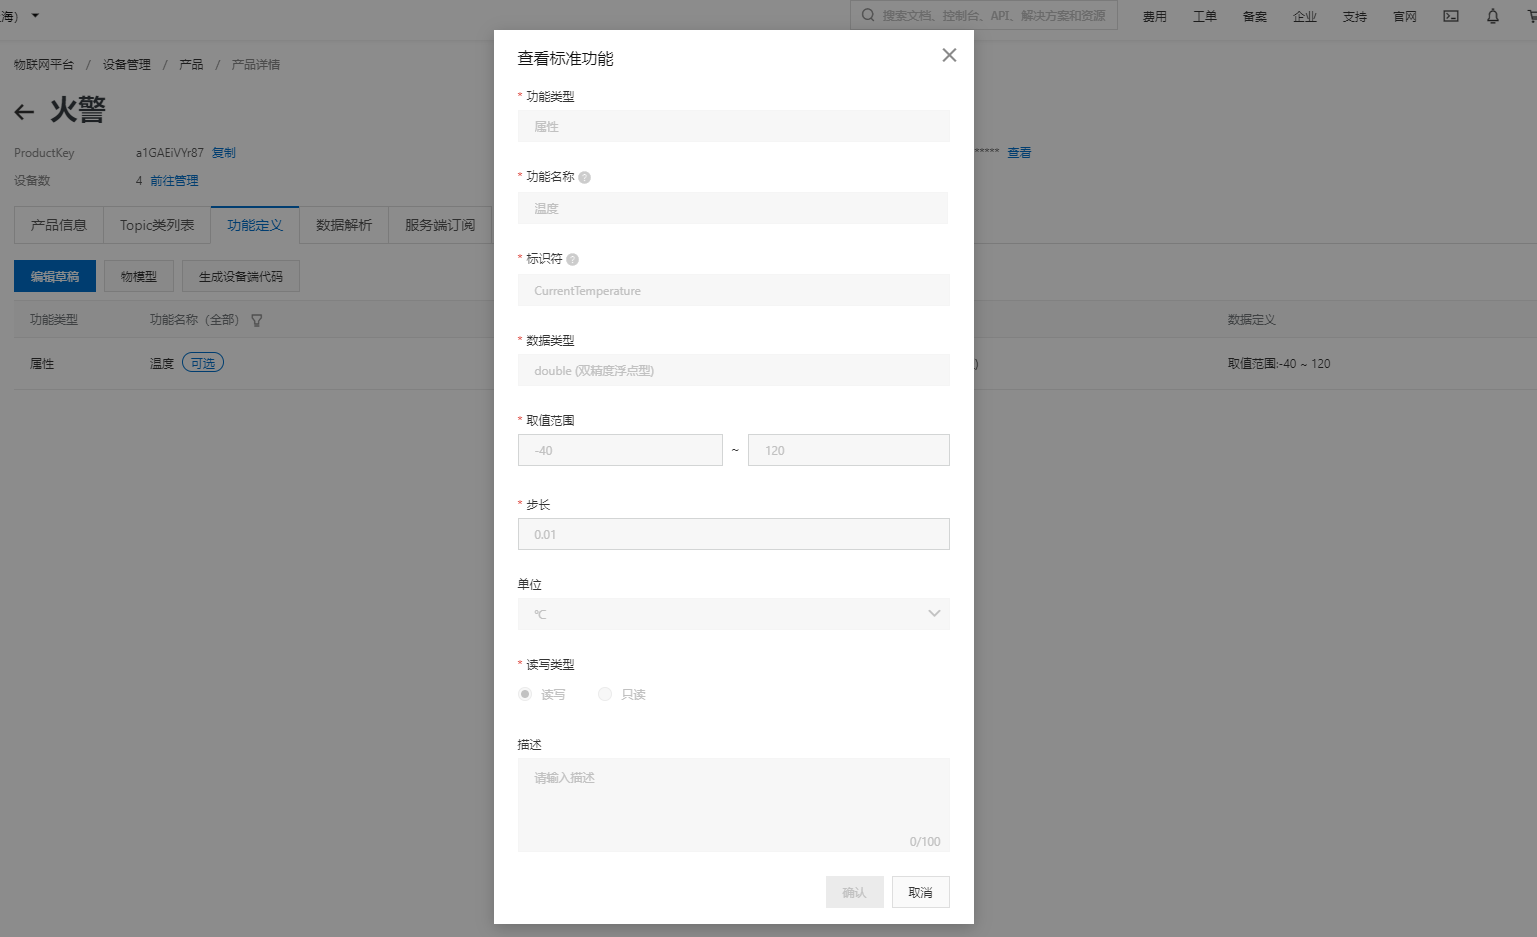 海)
搜索文档、控制台、API、解决方案和资源
费用
工单
备案
企业
支持
官网
物联网平台 / 设备管理 / 产品 / 产品详情
火警
ProductKey
a1GAEiVYr87 复制
***** 查看
设备数
4 前往管理
产品信息
Topic类列表
功能定义
数据解析
服务端订阅
编辑草稿
物模型
生成设备端代码
功能类型
功能名称（全部）
数据定义
属性
温度 可选
)
取值范围:-40 ~ 120
查看标准功能
* 功能类型
属性
* 功能名称 ?
温度
* 标识符 ?
CurrentTemperature
* 数据类型
double (双精度浮点型)
* 取值范围
-40 ~ 120
* 步长
0.01
单位
℃
* 读写类型
读写
只读
描述
请输入描述
0/100
确认
取消